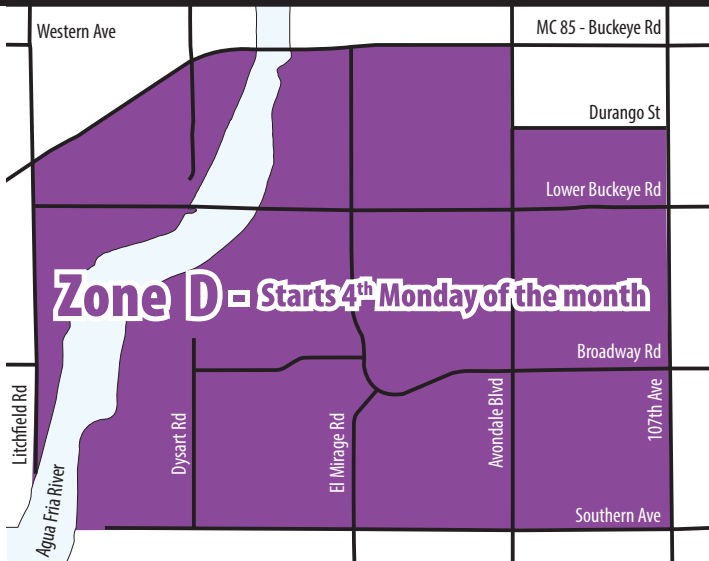 Western Ave
MC 85 - Buckeye Rd
Durango St
Lower Buckeye Rd
Zone D - Starts 4th Monday of the month
Broadway Rd
Litchfield Rd
Dysart Rd
El Mirage Rd
Avondale Blvd
107th Ave
Agua Fria River
Southern Ave